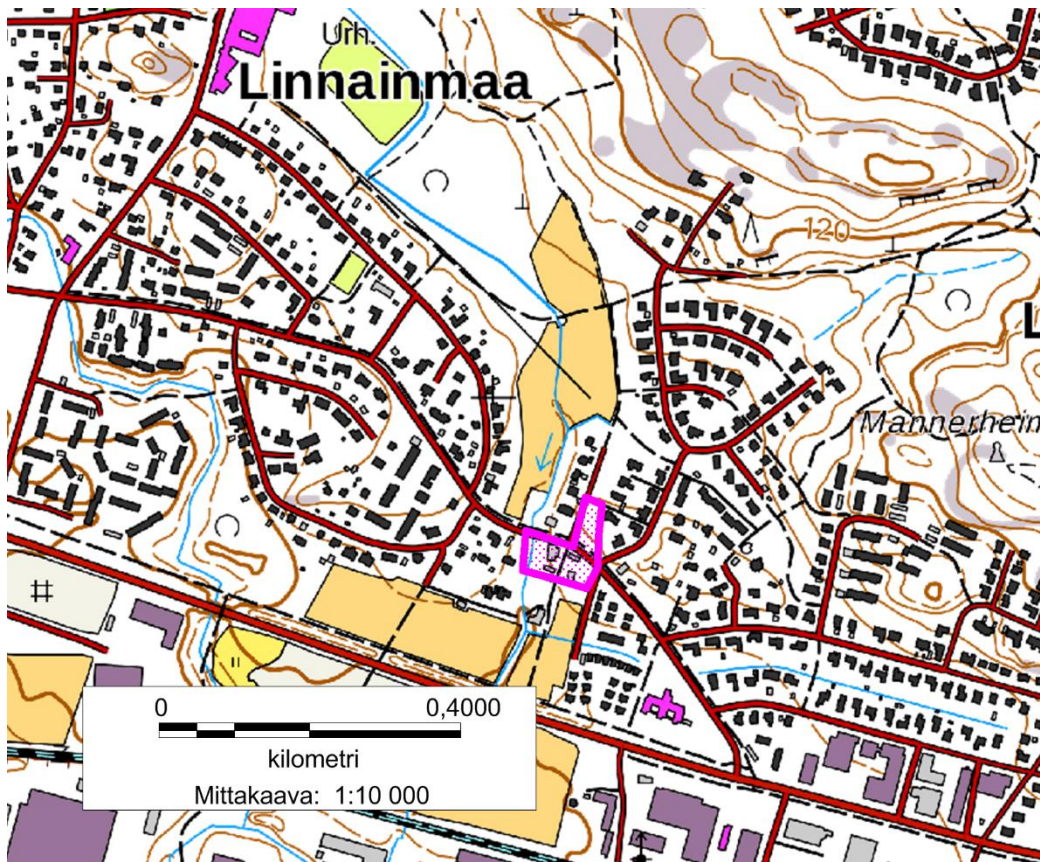 Urh.
Linnainmaa
120
L
Mannerheim
0 0,4000
kilometri
Mittakaava: 1:10 000